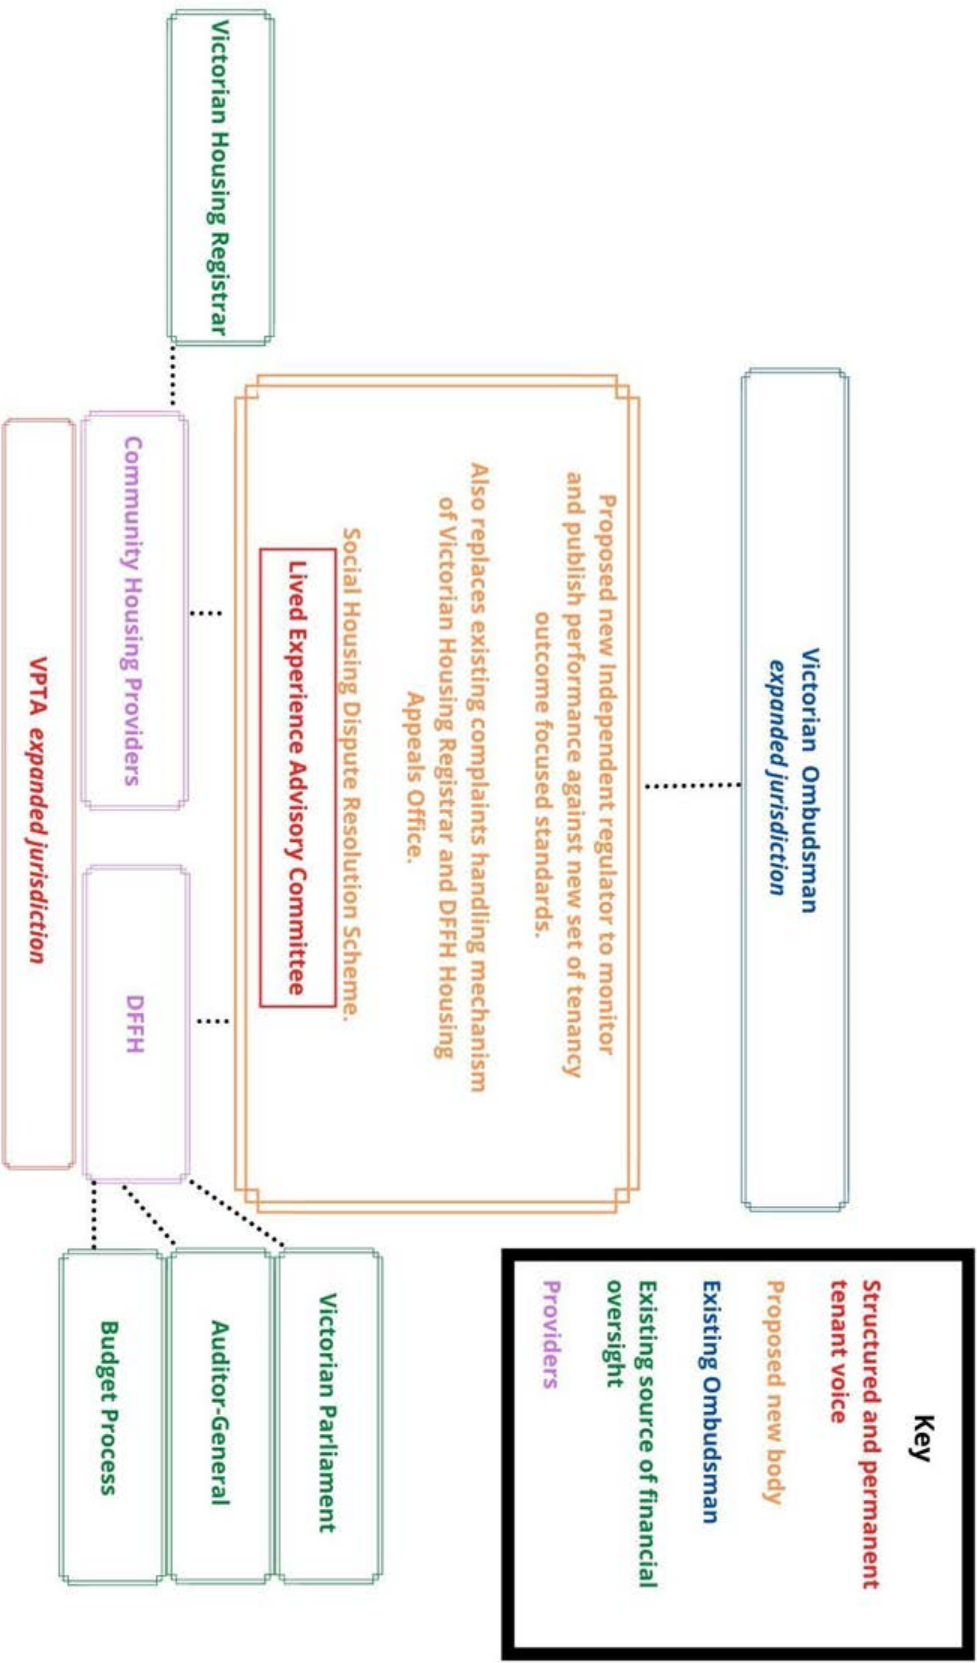 Key
Structured and permanent
tenant voice
Proposed new body
Existing Ombudsman
Existing source of financial
oversight
Providers
Victorian Ombudsman
expanded jurisdiction
Proposed new Independent regulator to monitor
and publish performance against new set of tenancy
outcome focused standards.
Also replaces existing complaints handling mechanism
of Victorian Housing Registrar and DFFH Housing
Appeals Office.
Social Housing Dispute Resolution Scheme.
Lived Experience Advisory Committee
Victorian Housing Registrar
Community Housing Providers
DFFH
Victorian Parliament
Auditor-General
Budget Process
VPTA expanded jurisdiction